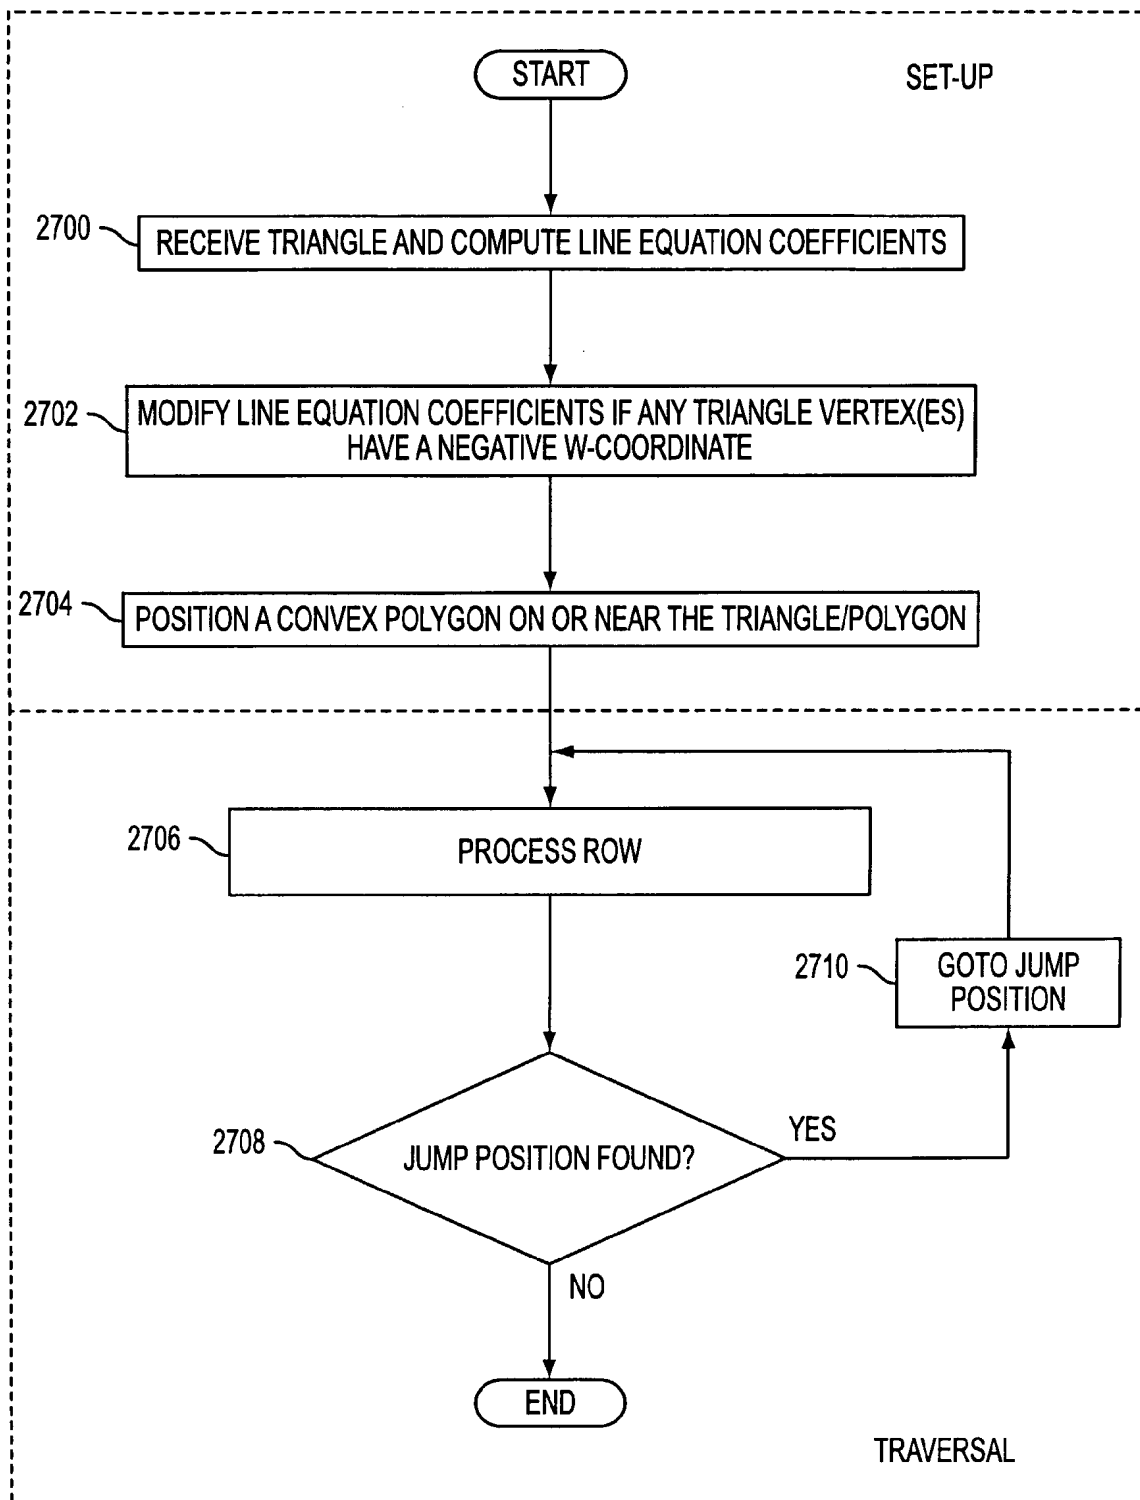 START
SET-UP
2700
RECEIVE TRIANGLE AND COMPUTE LINE EQUATION COEFFICIENTS
2702
MODIFY LINE EQUATION COEFFICIENTS IF ANY TRIANGLE VERTEX(ES)
HAVE A NEGATIVE W-COORDINATE
2704
POSITION A CONVEX POLYGON ON OR NEAR THE TRIANGLE/POLYGON
2706
PROCESS ROW
2710
GOTO JUMP
POSITION
2708
JUMP POSITION FOUND?
YES
NO
END
TRAVERSAL